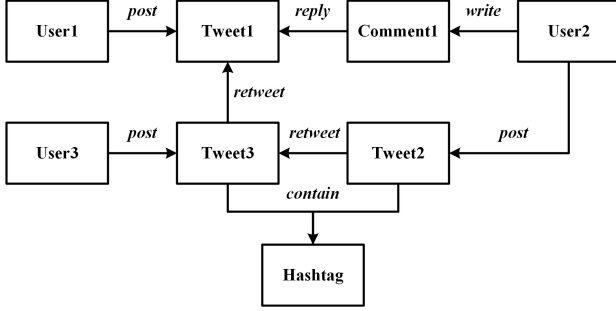 post reply write
User1 Tweet1 Comment1 User2
retweet
post retweet post
User3 Tweet3 Tweet2
contain
Hashtag